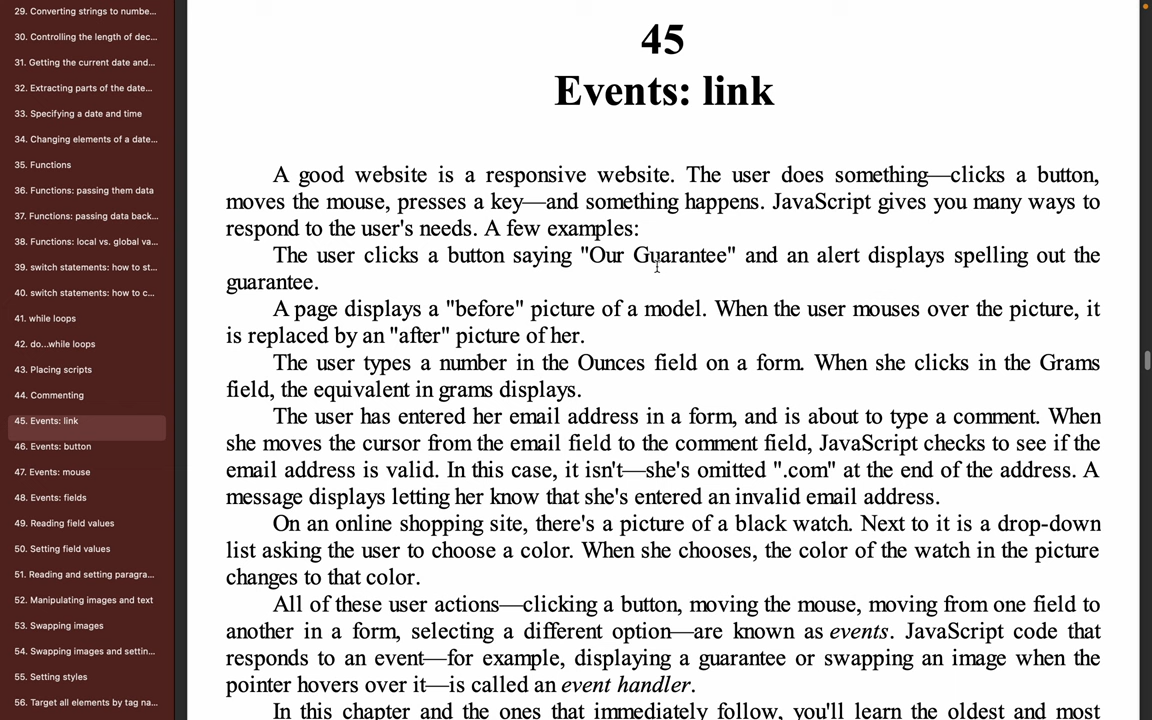 29. Converting strings to numbe...
30. Controlling the length of dec...
31. Getting the current date and...
32. Extracting parts of the date...
33. Specifying a date and time
34. Changing elements of a date...
35. Functions
36. Functions: passing them data
37. Functions: passing data back...
38. Functions: local vs. global va...
39. switch statements: how to st...
40. switch statements: how to c...
41. while loops
42. do...while loops
43. Placing scripts
44. Commenting
45. Events: link
46. Events: button
47. Events: mouse
48. Events: fields
49. Reading field values
50. Setting field values
51. Reading and setting paragra...
52. Manipulating images and text
53. Swapping images
54. Swapping images and settin...
55. Setting styles
56. Target all elements by tag na...
45
Events: link
A good website is a responsive website. The user does something—clicks a button,
moves the mouse, presses a key—and something happens. JavaScript gives you many ways to
respond to the user's needs. A few examples:
The user clicks a button saying "Our Guarantee" and an alert displays spelling out the
guarantee.
A page displays a "before" picture of a model. When the user mouses over the picture, it
is replaced by an "after" picture of her.
The user types a number in the Ounces field on a form. When she clicks in the Grams
field, the equivalent in grams displays.
The user has entered her email address in a form, and is about to type a comment. When
she moves the cursor from the email field to the comment field, JavaScript checks to see if the
email address is valid. In this case, it isn't—she's omitted ".com" at the end of the address. A
message displays letting her know that she's entered an invalid email address.
On an online shopping site, there's a picture of a black watch. Next to it is a drop-down
list asking the user to choose a color. When she chooses, the color of the watch in the picture
changes to that color.
All of these user actions—clicking a button, moving the mouse, moving from one field to
another in a form, selecting a different option—are known as events. JavaScript code that
responds to an event—for example, displaying a guarantee or swapping an image when the
pointer hovers over it—is called an event handler.
In this chapter and the ones that immediately follow, you'll learn the oldest and most